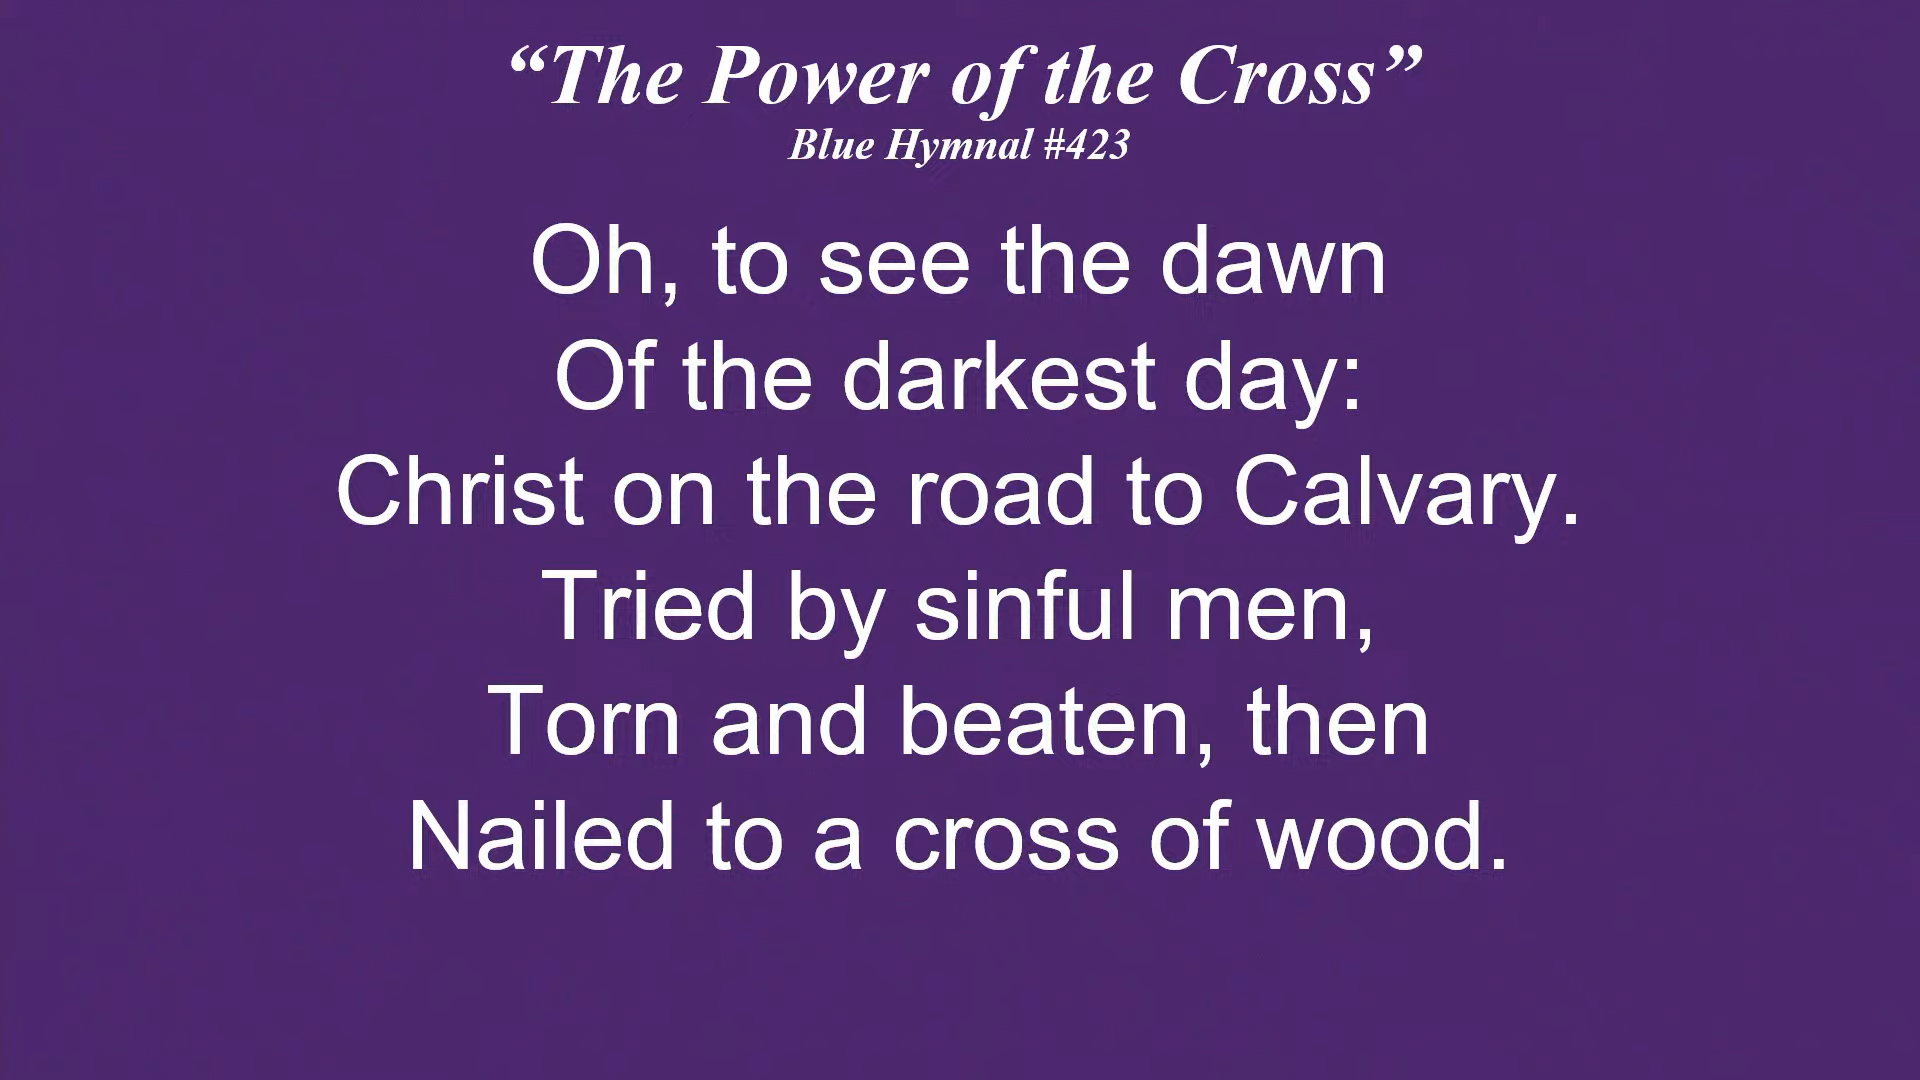 “The Power of the Cross”
Blue Hymnal #423
Oh, to see the dawn
Of the darkest day:
Christ on the road to Calvary.
Tried by sinful men,
Torn and beaten, then
Nailed to a cross of wood.